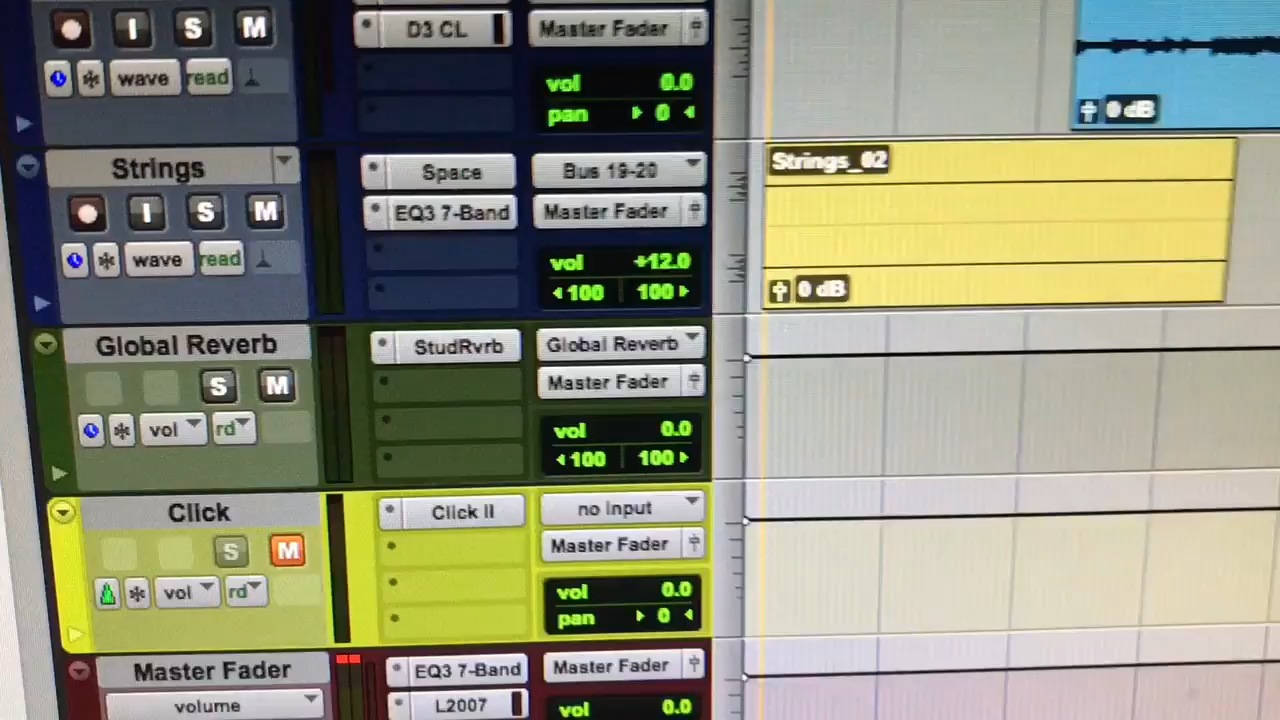 I S M D3 CL Master Fader
wave read vol 0.0
pan 0 0 dB
Strings Space Bus 19-20 Strings_02
I S M EQ3 7-Band Master Fader
wave read vol +12.0
100 100 0 dB
Global Reverb StudRvrb Global Reverb
S M Master Fader
vol rd vol 0.0
100 100
Click Click II no input
S M Master Fader
vol rd vol 0.0
pan 0
Master Fader EQ3 7-Band Master Fader
volume L2007 vol 0.0